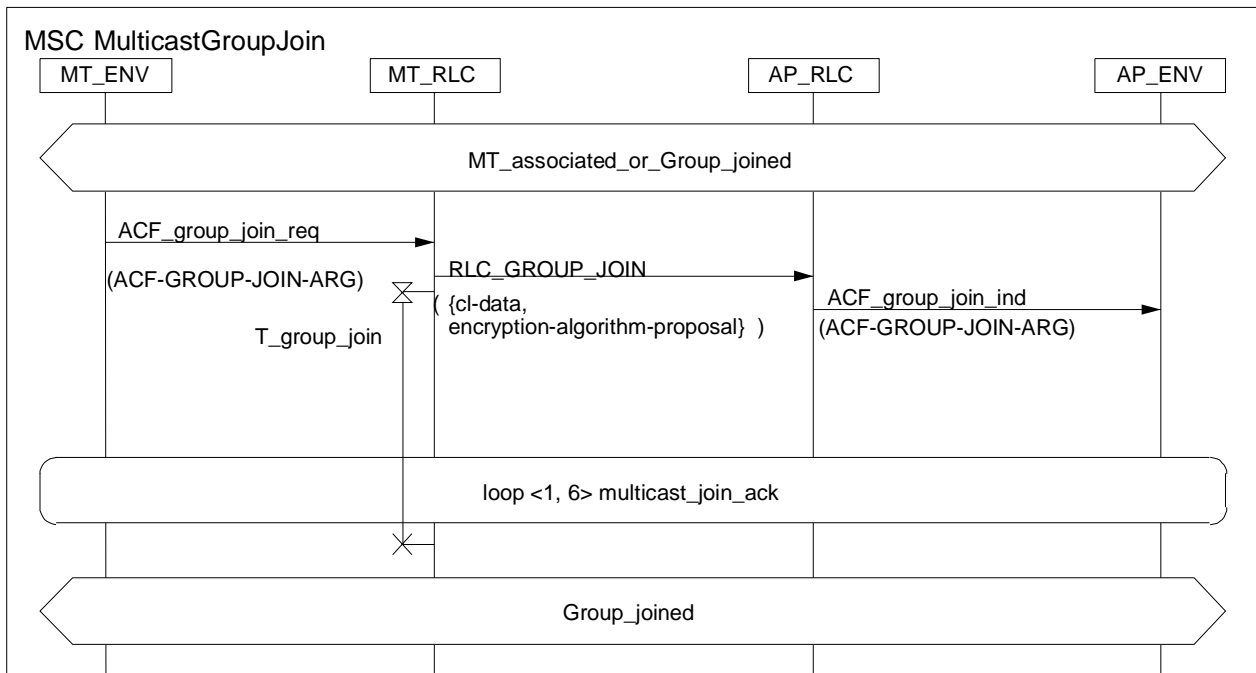 MSC MulticastGroupJoin
MT_ENV
MT_RLC
AP_RLC
AP_ENV
MT_associated_or_Group_joined
ACF_group_join_req
(ACF-GROUP-JOIN-ARG)
RLC_GROUP_JOIN
( {cl-data,
encryption-algorithm-proposal} )
ACF_group_join_ind
(ACF-GROUP-JOIN-ARG)
T_group_join
loop <1, 6> multicast_join_ack
Group_joined